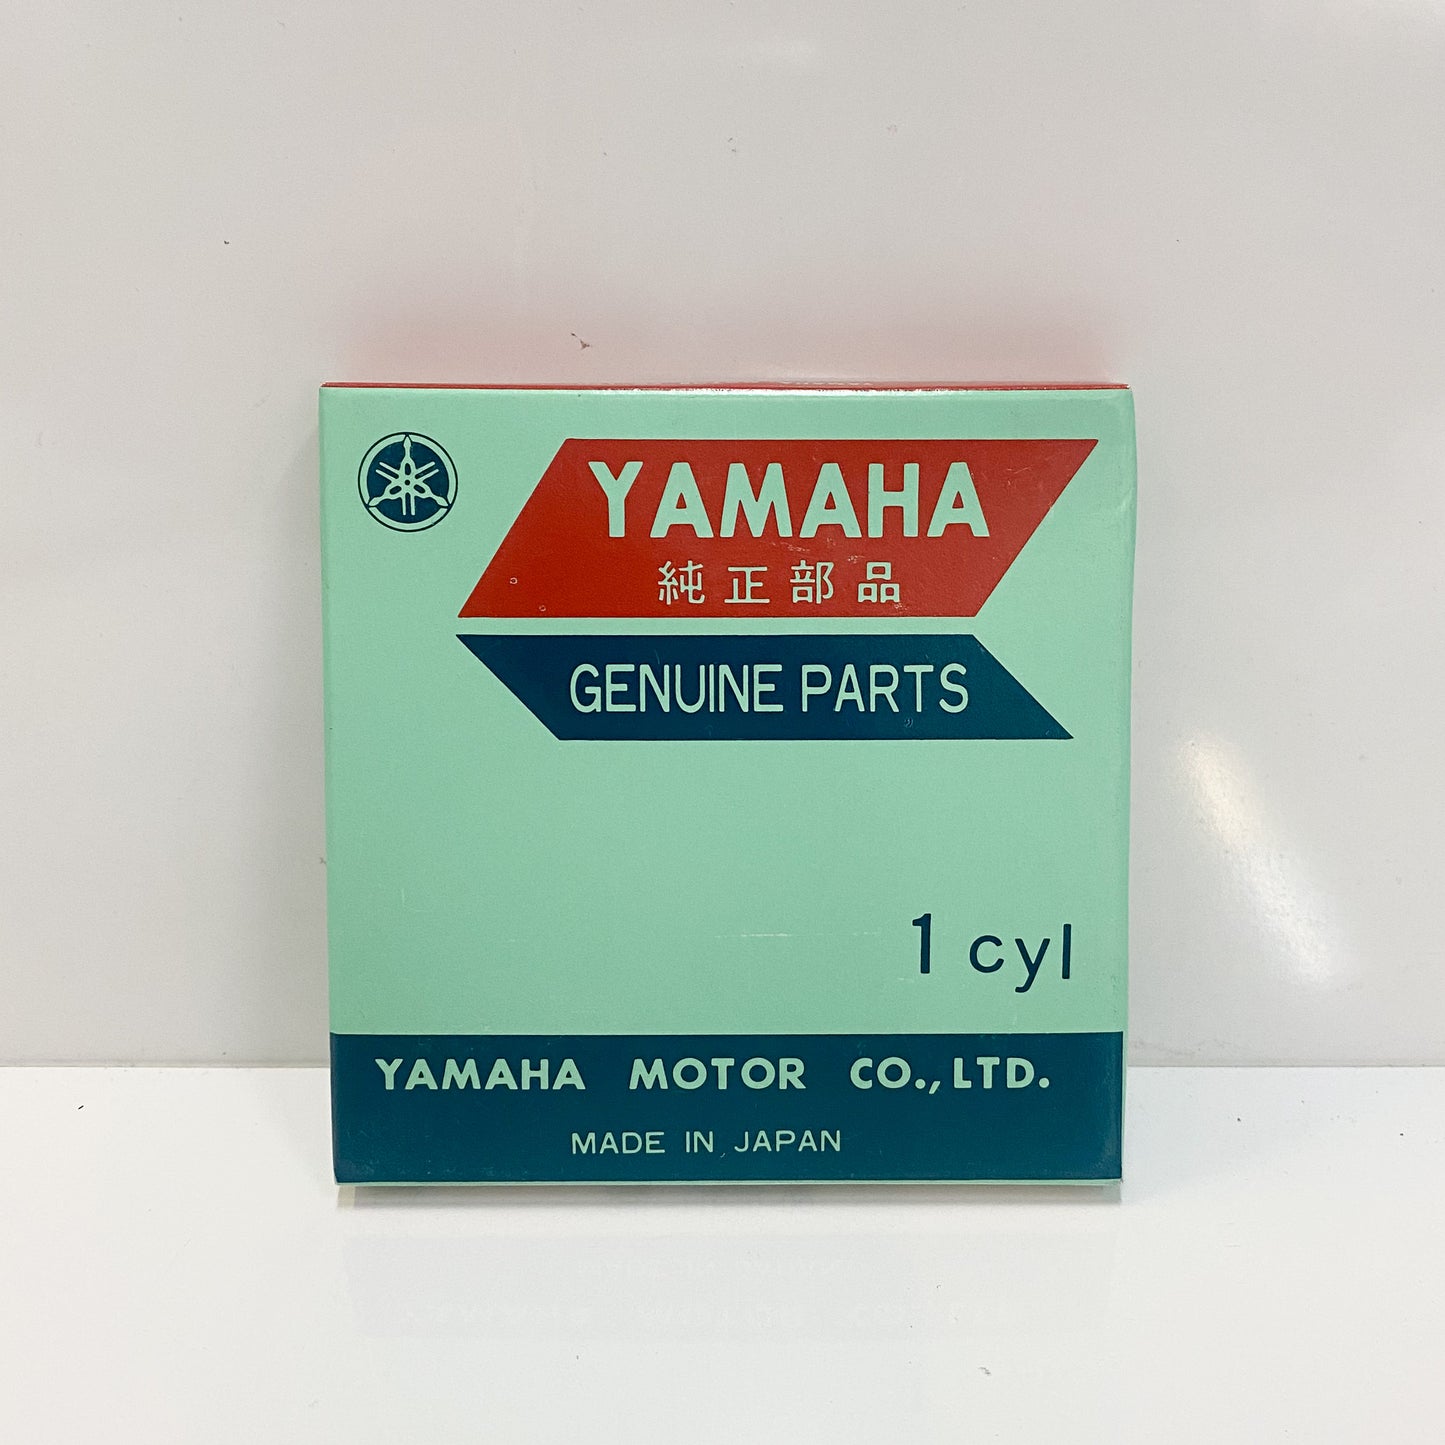 YAMAHA
純正部品
GENUINE PARTS
1 cyl
YAMAHA MOTOR CO., LTD.
MADE IN JAPAN